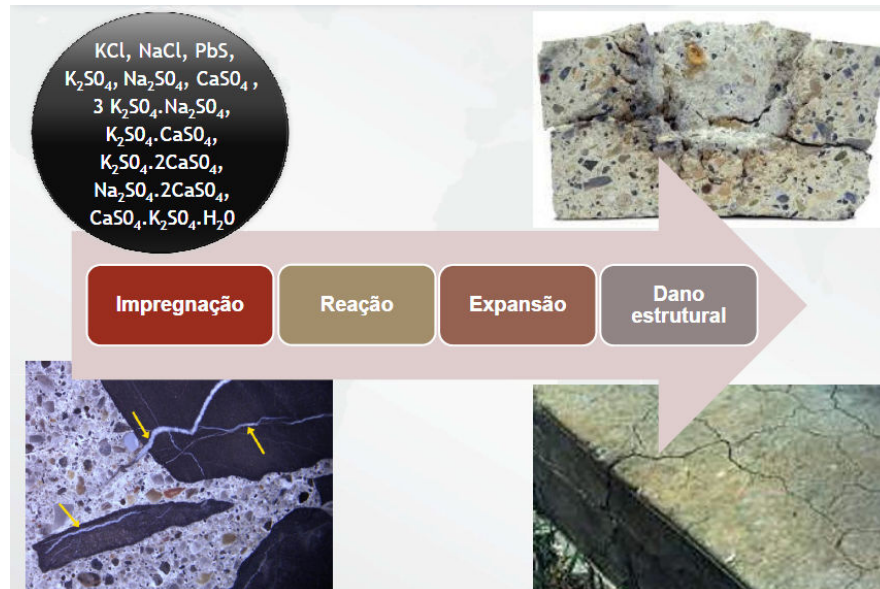 KCl, NaCl, PbS,
K₂SO₄, Na₂SO₄, CaSO₄ ,
3 K₂SO₄.Na₂SO₄,
K₂SO₄.CaSO₄,
K₂SO₄.2CaSO₄,
Na₂SO₄.2CaSO₄,
CaSO₄.K₂SO₄.H₂O
Impregnação
Reação
Expansão
Dano
estrutural